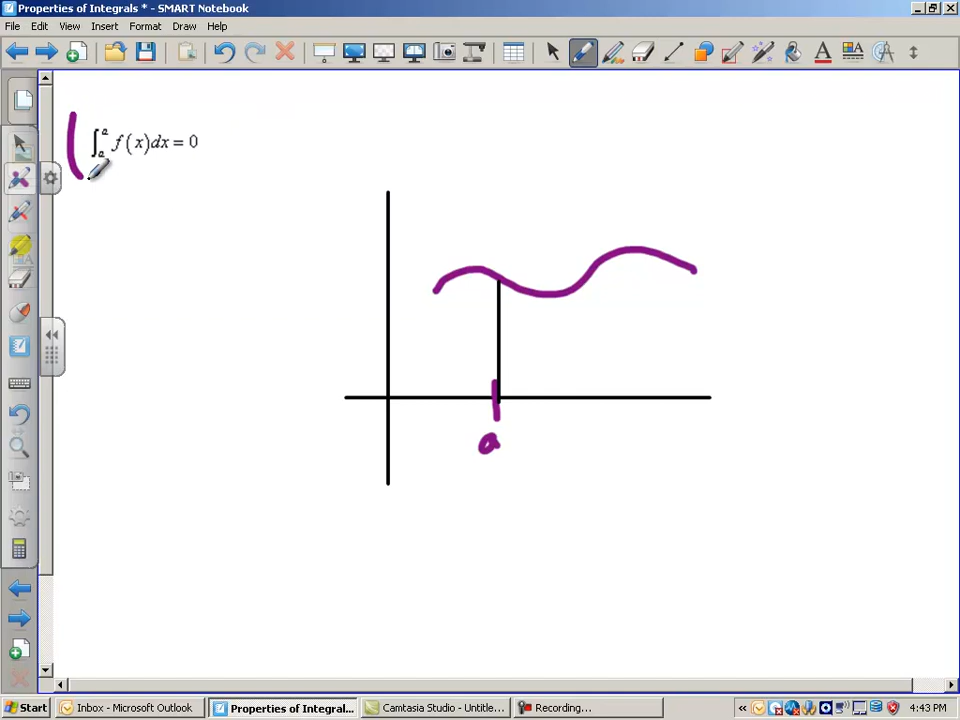 Properties of Integrals * - SMART Notebook
File Edit View Insert Format Draw Help
∫ₐᵃ f(x)dx = 0
a
Start Inbox - Microsoft Outlook Properties of Integral... Camtasia Studio - Untitle... Recording... « 4:43 PM